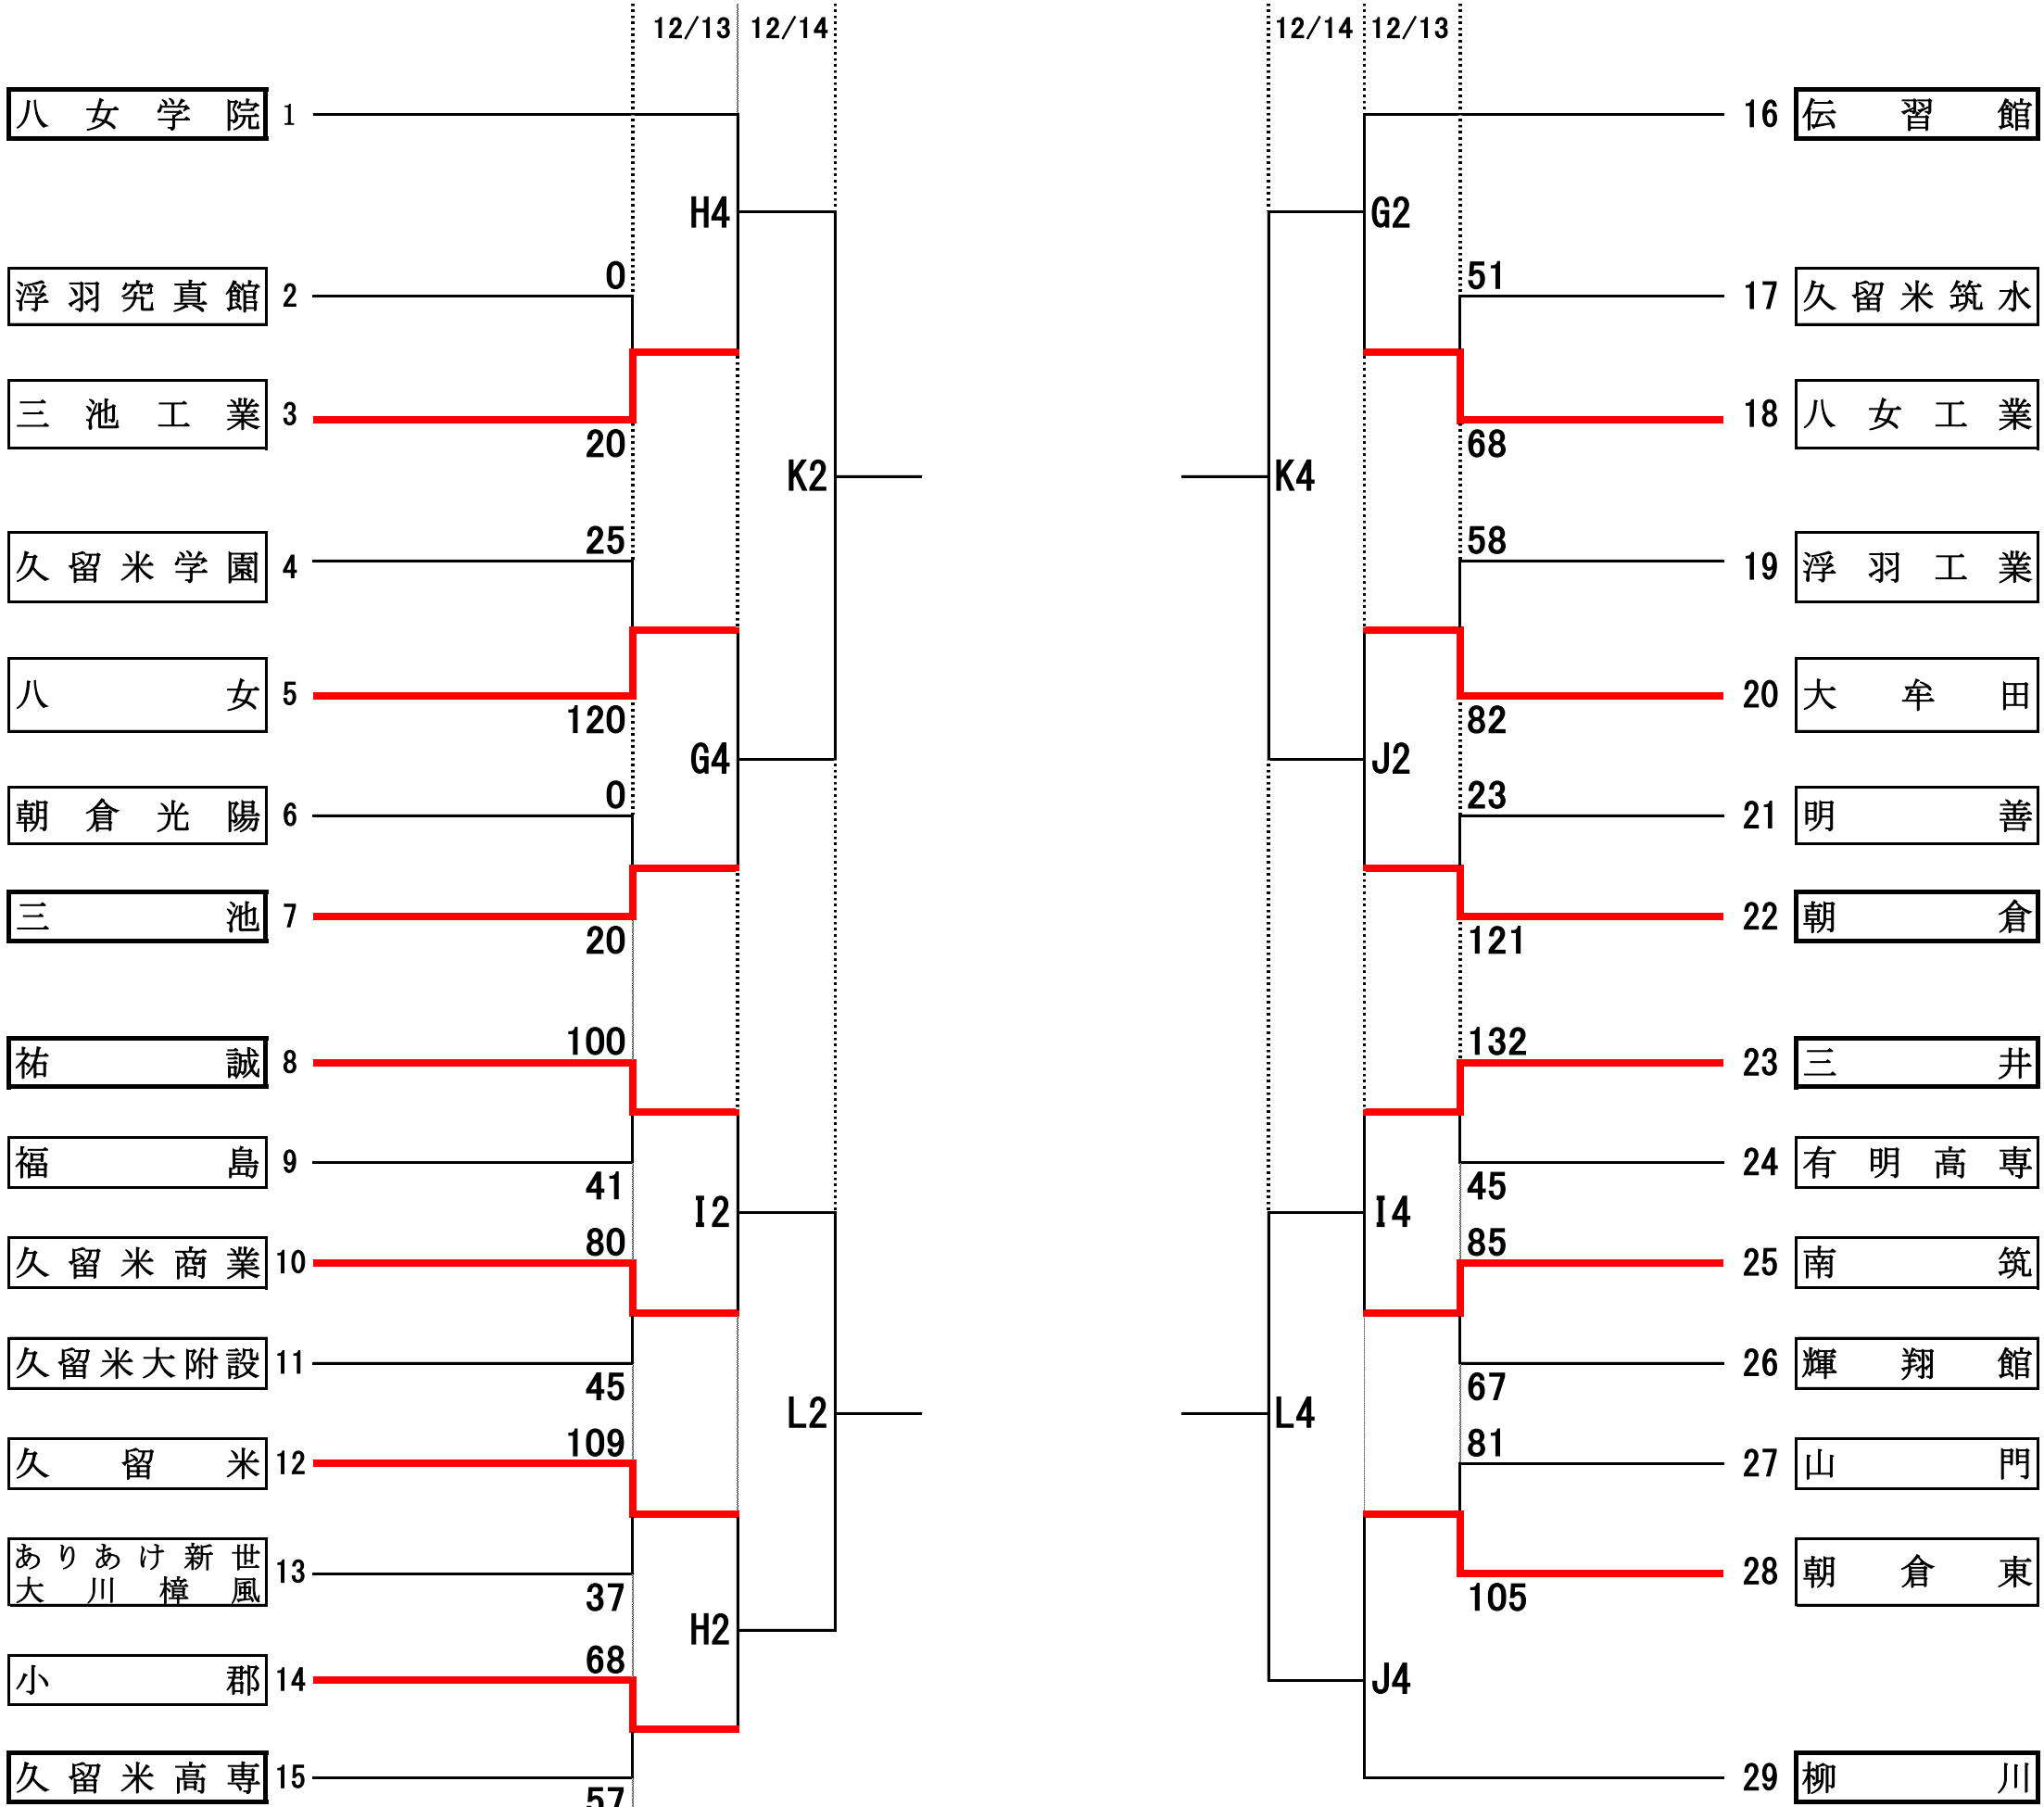 12/13 12/14 12/14 12/13
八女学院 1
16 伝習館
H4
G2
浮羽究真館 2 0
51 17 久留米筑水
三池工業 3 20
68 18 八女工業
K2
K4
久留米学園 4 25
58 19 浮羽工業
八女 5 120
82 20 大牟田
G4
J2
朝倉光陽 6 0
23 21 明善
三池 7 20
121 22 朝倉
祐誠 8 100
132 23 三井
福島 9 41
45 24 有明高専
I2
I4
久留米商業 10 80
85 25 南筑
久留米大附設 11 45
67 26 輝翔館
L2
L4
久留米 12 109
81 27 山門
ありあけ新世
大川樟風 13 37
105 28 朝倉東
H2
J4
小郡 14 68
久留米高専 15 57
29 柳川